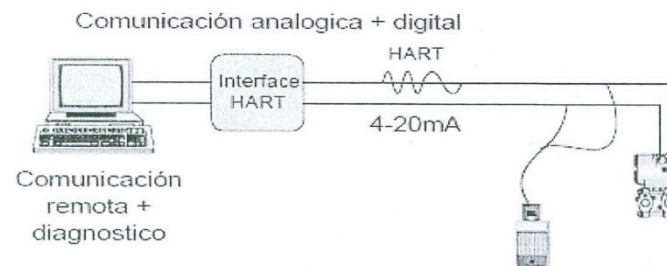 Comunicación analogica + digital
HART
Interface
HART
4-20mA
Comunicación
remota +
diagnostico